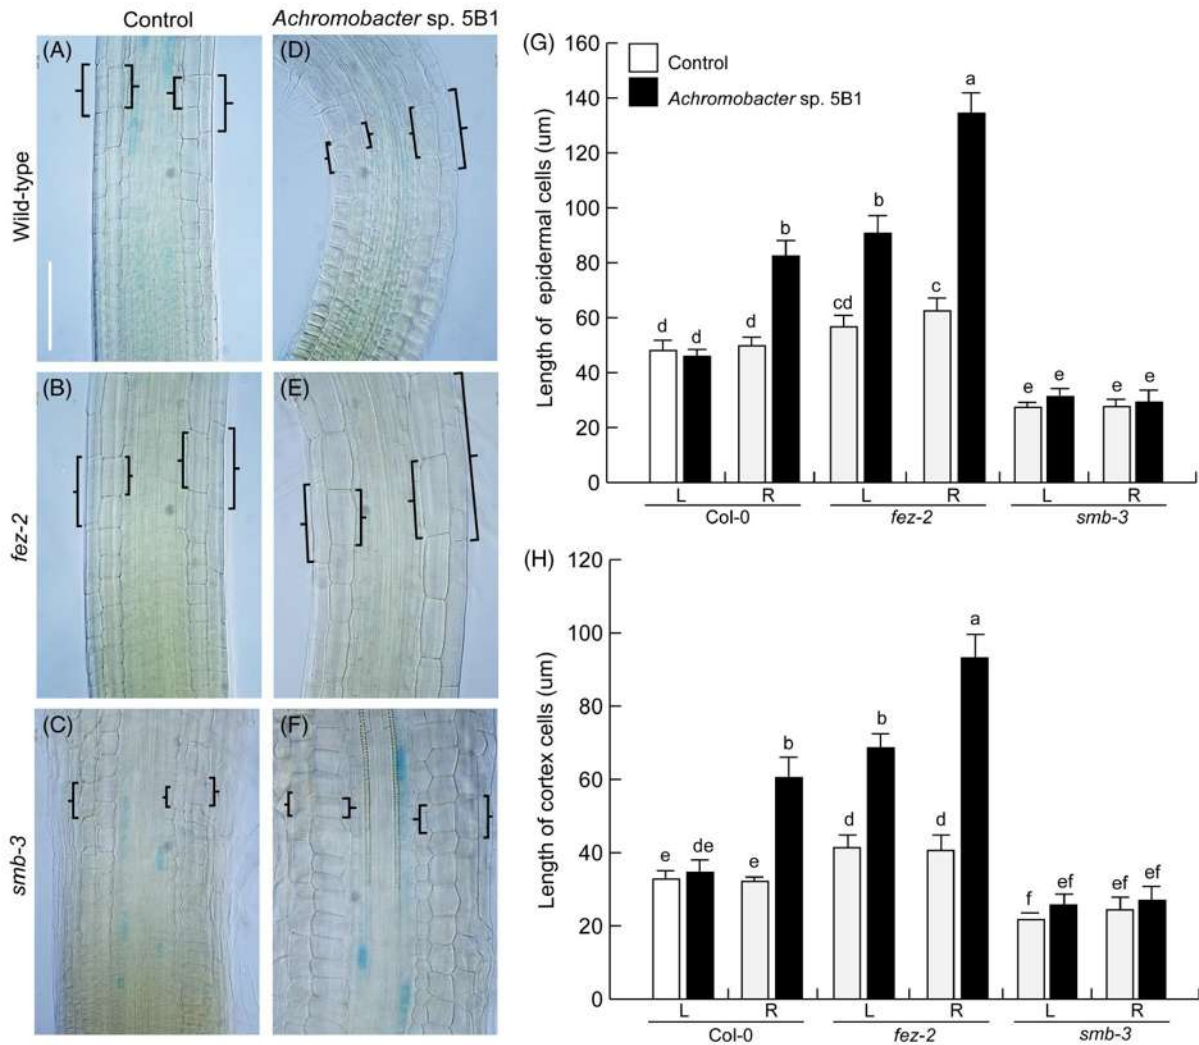 Control
Achromobacter sp. 5B1
(A)
(D)
Wild-type
(B)
(E)
fez-2
(C)
(F)
smb-3
(G)
160
140
120
100
80
60
40
20
0
Length of epidermal cells (um)
Control
Achromobacter sp. 5B1
d
d
d
b
cd
b
c
a
e
e
e
e
L
R
L
R
L
R
Col-0
fez-2
smb-3
(H)
120
100
80
60
40
20
0
Length of cortex cells (um)
e
de
e
b
d
b
d
a
f
ef
ef
ef
L
R
L
R
L
R
Col-0
fez-2
smb-3